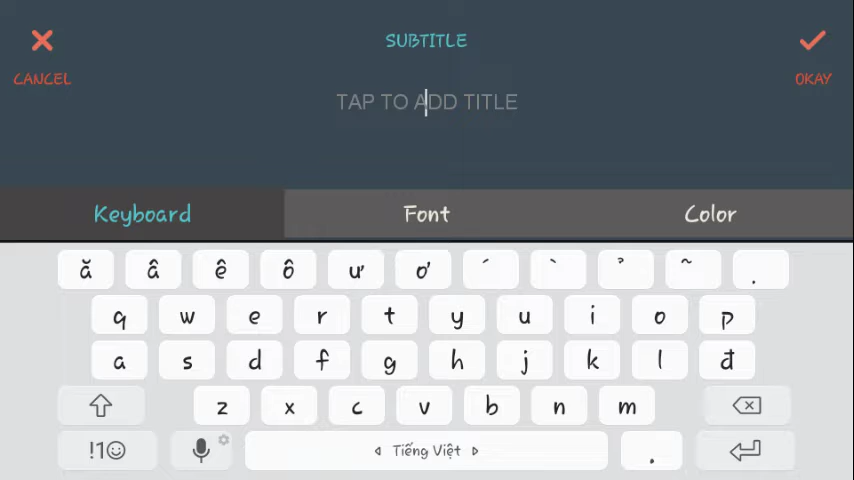 SUBTITLE
CANCEL
OKAY
TAP TO ADD TITLE
Keyboard Font Color
ă â ê ô ư ơ ´ ` ̉ ~ .
q w e r t y u i o p
a s d f g h j k l đ
z x c v b n m
!1☺ Tiếng Việt .